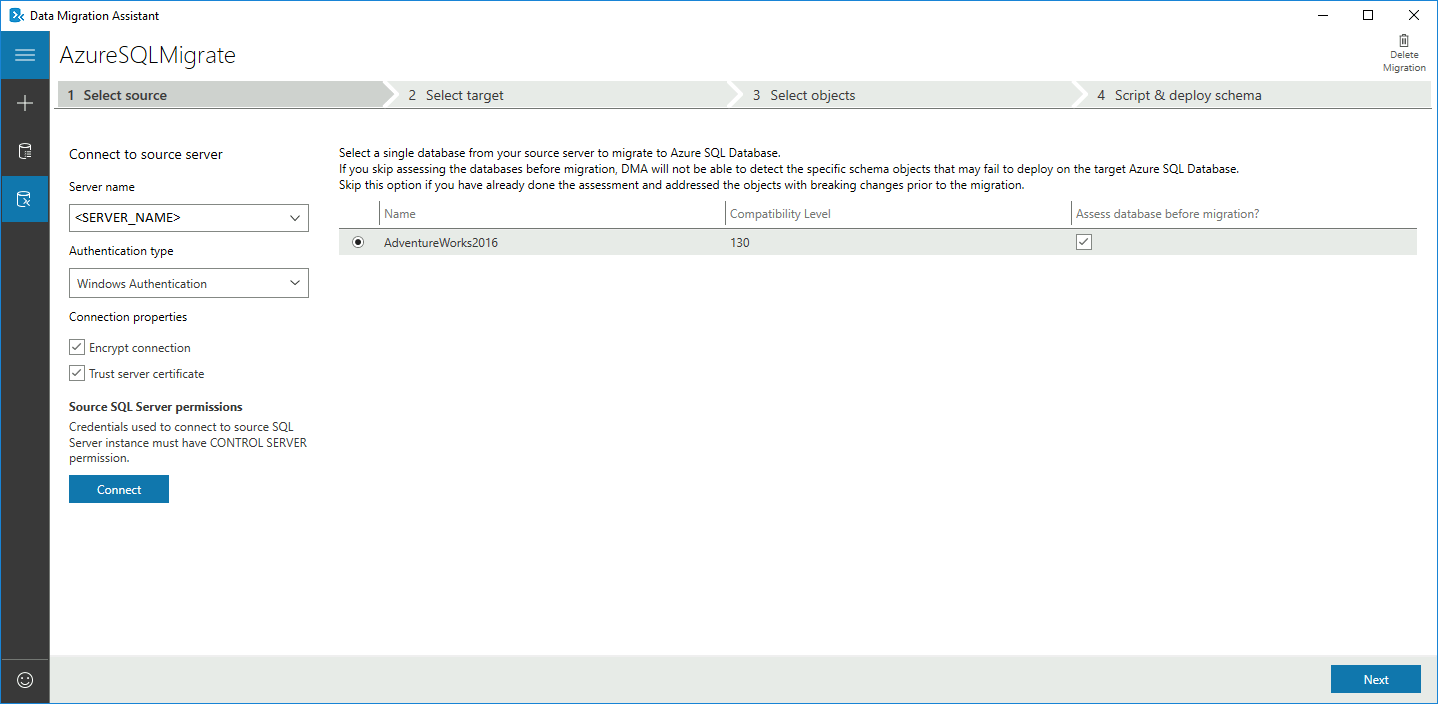 Data Migration Assistant
AzureSQLMigrate
Delete
Migration
1 Select source
2 Select target
3 Select objects
4 Script & deploy schema
Connect to source server
Server name
<SERVER_NAME>
Authentication type
Windows Authentication
Connection properties
Encrypt connection
Trust server certificate
Source SQL Server permissions
Credentials used to connect to source SQL
Server instance must have CONTROL SERVER
permission.
Connect
Select a single database from your source server to migrate to Azure SQL Database.
If you skip assessing the databases before migration, DMA will not be able to detect the specific schema objects that may fail to deploy on the target Azure SQL Database.
Skip this option if you have already done the assessment and addressed the objects with breaking changes prior to the migration.
Name Compatibility Level Assess database before migration?
AdventureWorks2016 130
Next